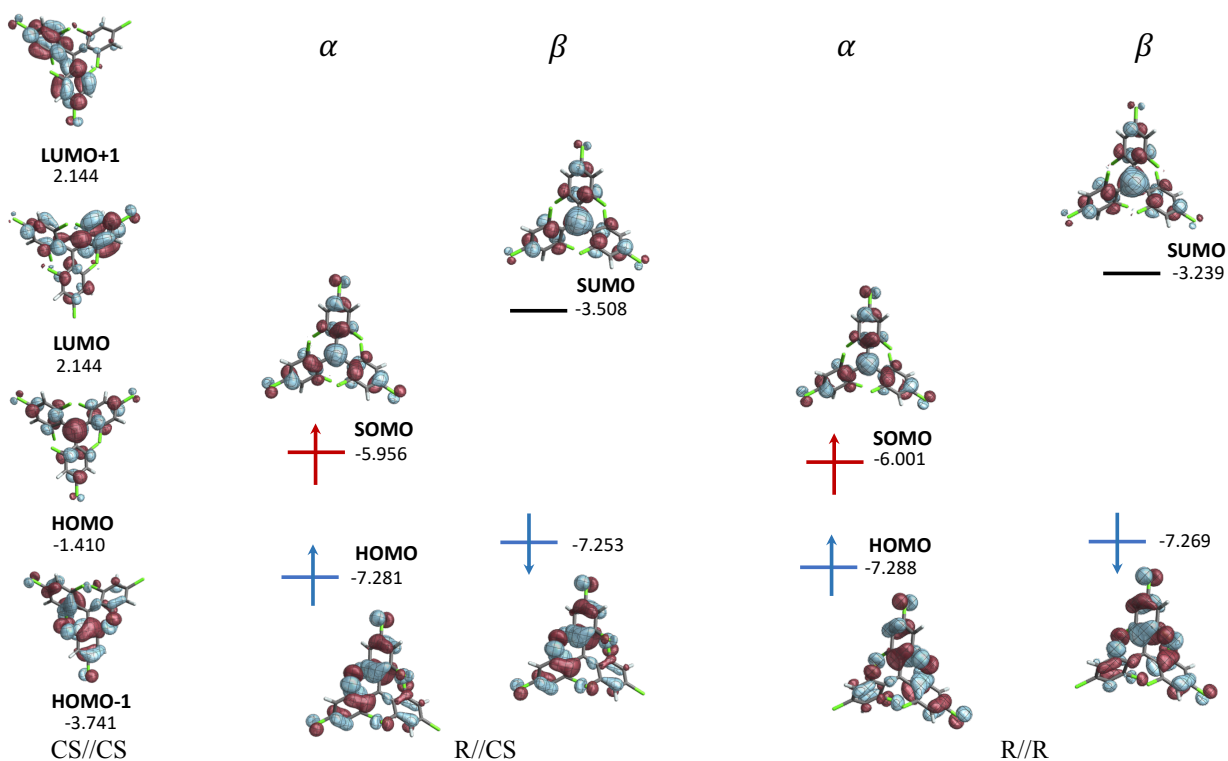 α
β
α
β
LUMO+1
2.144
LUMO
2.144
HOMO
-1.410
HOMO-1
-3.741
CS//CS
SUMO
-3.508
SOMO
-5.956
HOMO
-7.281
-7.253
R//CS
SUMO
-3.239
SOMO
-6.001
HOMO
-7.288
-7.269
R//R